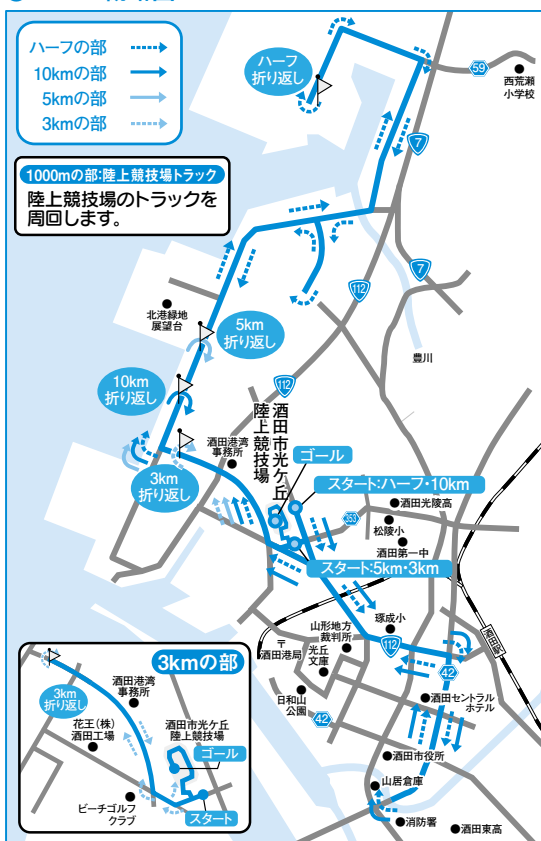 ハーフの部
10kmの部
5kmの部
3kmの部
1000mの部:陸上競技場トラック
陸上競技場のトラックを
周回します。
ハーフ
折り返し
59
西荒瀬
小学校
7
112
7
豊川
北港緑地
展望台
5km
折り返し
10km
折り返し
3km
折り返し
112
酒田港湾
事務所
酒田市光ケ丘
陸上競技場
ゴール
スタート:ハーフ・10km
酒田光陵高
353
松陵小
酒田第一中
スタート:5km・3km
山形地方
裁判所
琢成小
〒
酒田港局
光丘
文庫
112
酒田駅
42
日和山
公園
42
酒田セントラル
ホテル
酒田市役所
山居倉庫
消防署
酒田東高
3kmの部
3km
折り返し
酒田港湾
事務所
花王(株)
酒田工場
酒田市光ケ丘
陸上競技場
ゴール
スタート
ビーチゴルフ
クラブ